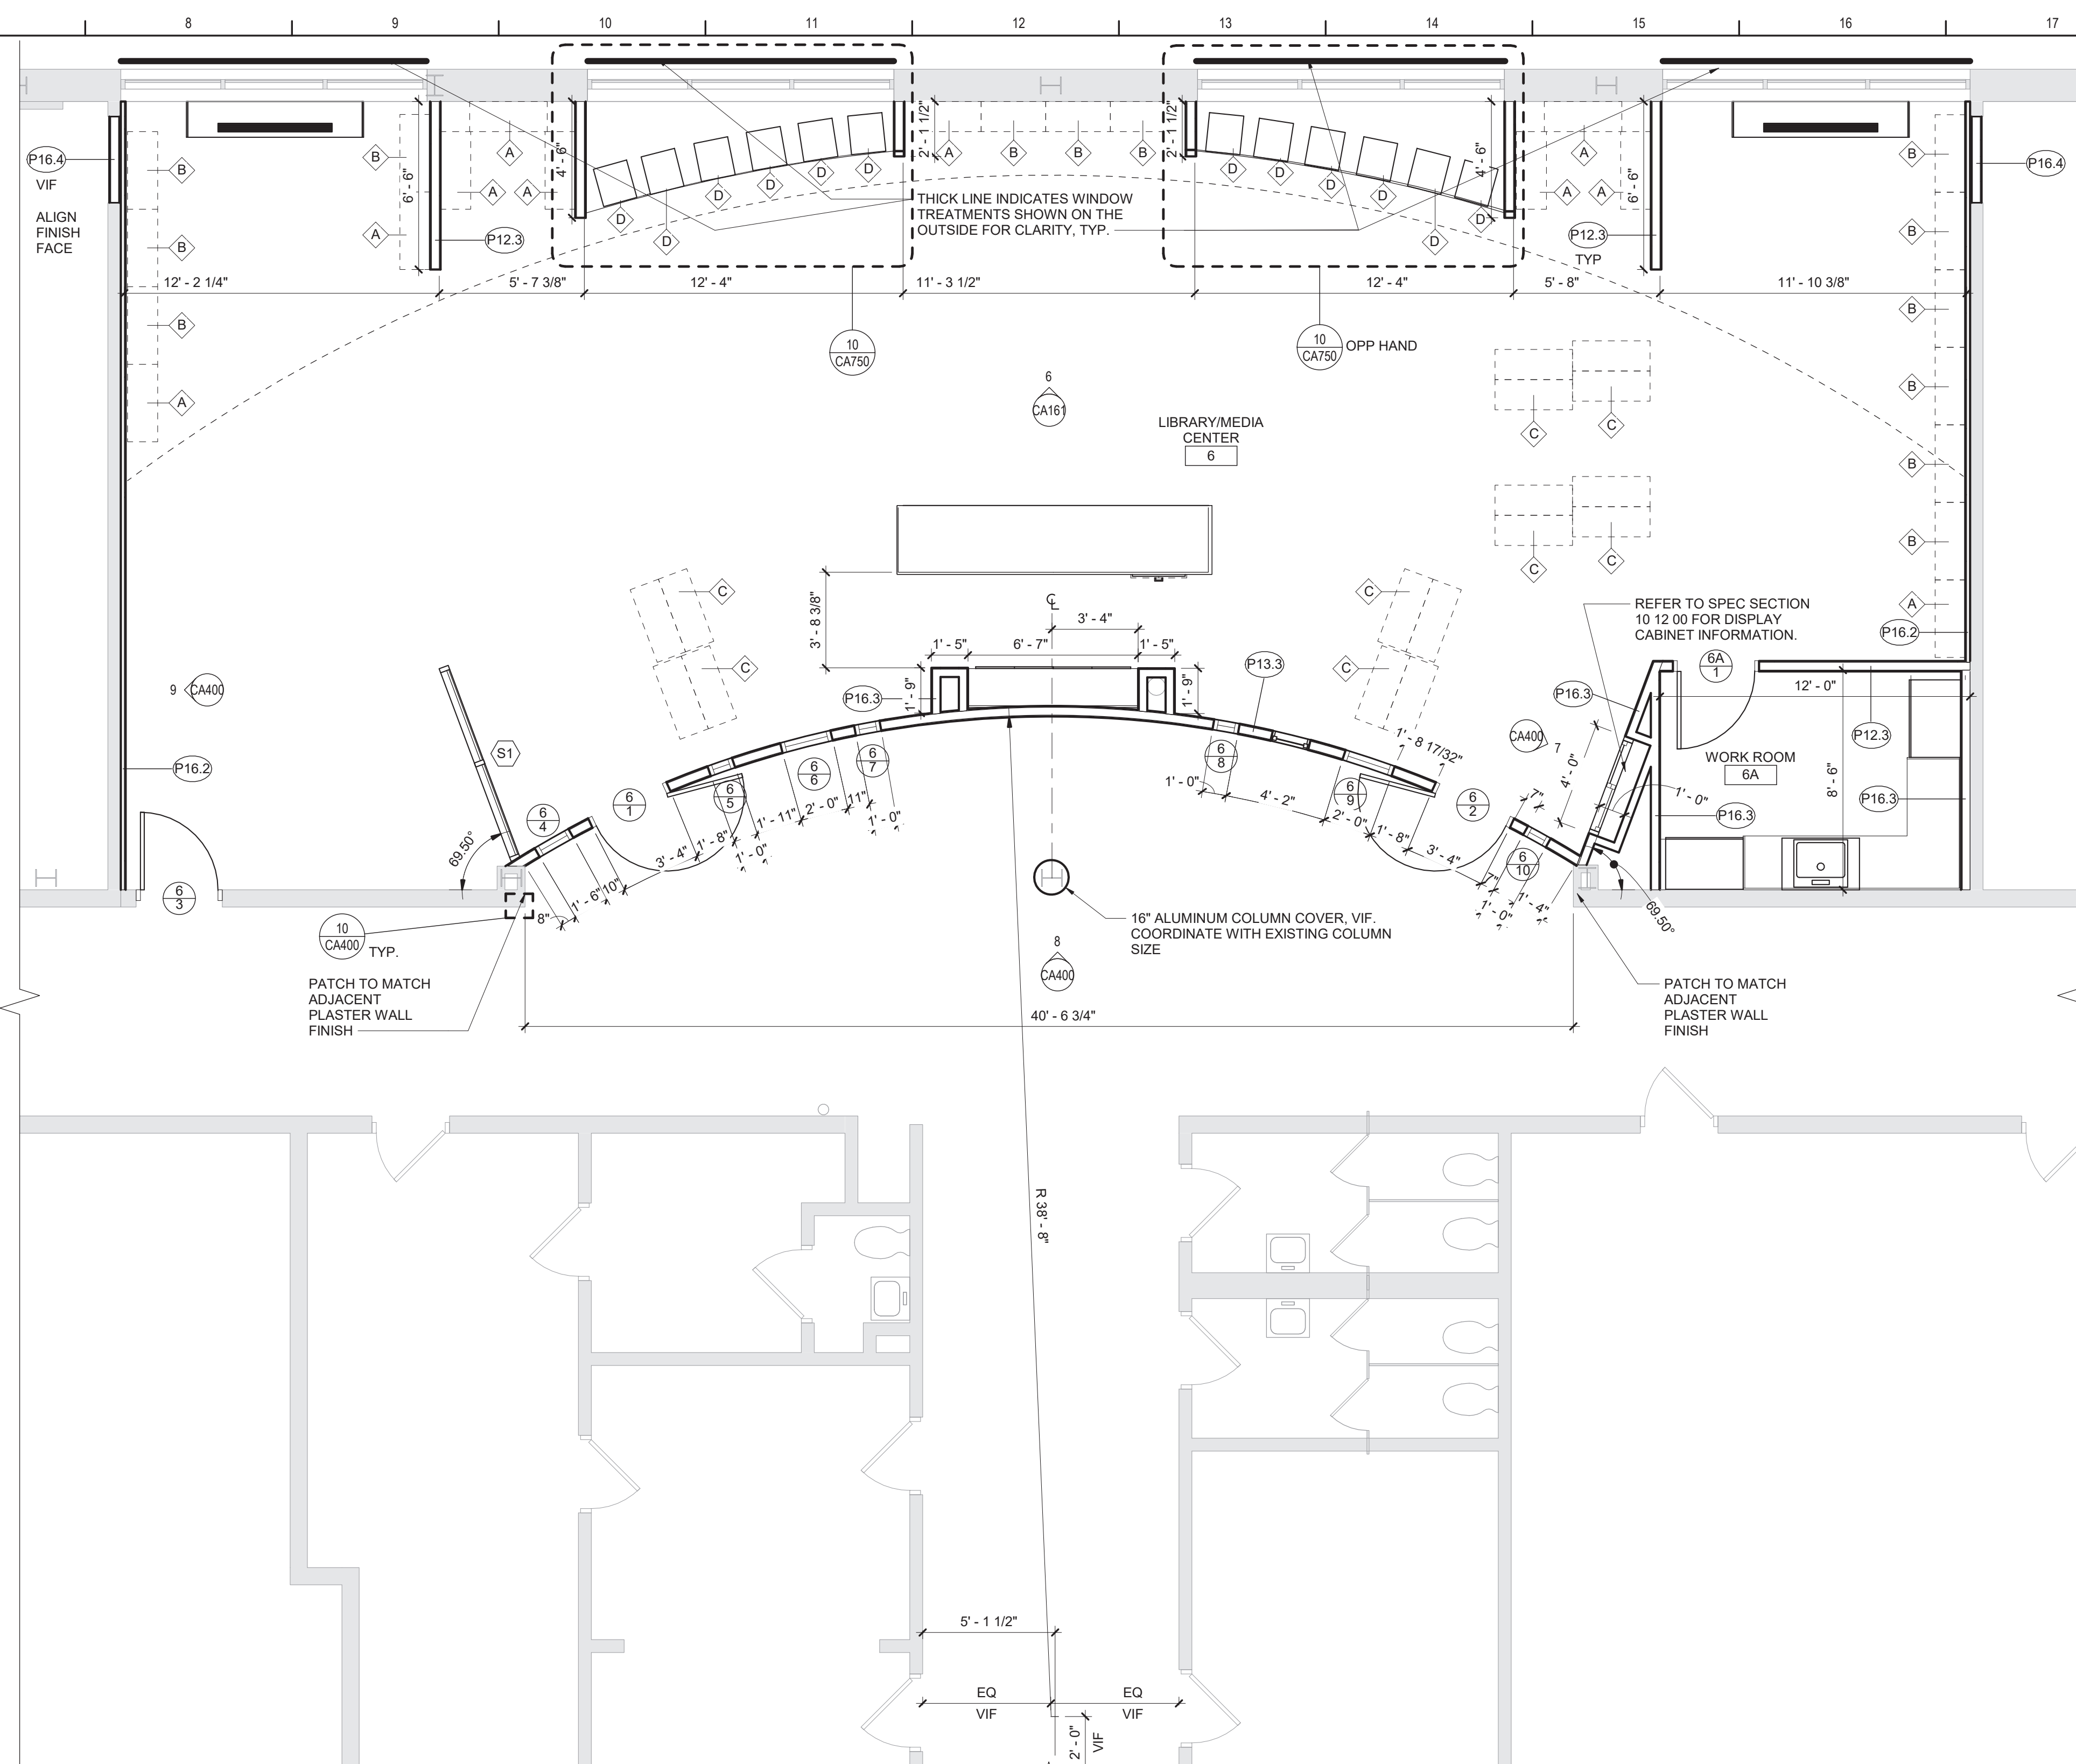 8
9
10
11
12
13
14
15
16
17
P16.4
VIF
ALIGN
FINISH
FACE
B
B
B
A
B
A
6' - 6"
P12.3
A
A
A
4' - 6"
D
D
D
D
D
D
2' - 1 1/2"
A
B
B
B
2' - 1 1/2"
THICK LINE INDICATES WINDOW
TREATMENTS SHOWN ON THE
OUTSIDE FOR CLARITY, TYP.
D
D
D
D
D
D
4' - 6"
A
A
A
6' - 6"
P12.3
TYP
B
B
B
B
B
B
A
P16.4
12' - 2 1/4"
5' - 7 3/8"
12' - 4"
11' - 3 1/2"
12' - 4"
5' - 8"
11' - 10 3/8"
10
CA750
10
CA750
OPP HAND
6
CA161
LIBRARY/MEDIA
CENTER
6
C
C
C
C
C
C
C
C
3' - 8 3/8"
CL
3' - 4"
1' - 5"
6' - 7"
1' - 5"
1' - 9"
1' - 9"
P16.3
P13.3
REFER TO SPEC SECTION
10 12 00 FOR DISPLAY
CABINET INFORMATION.
P16.2
6A
1
12' - 0"
P16.3
P12.3
WORK ROOM
6A
8' - 6"
P16.3
P16.3
9
CA400
P16.2
S1
69.50°
6
3
6
4
6
1
6
5
6
6
6
7
6
8
6
9
6
2
6
10
CA400
7
4' - 0"
1' - 0"
1' - 8 17/32"
8"
1' - 6"
10"
3' - 4"
1' - 8"
1' - 0"
1' - 11"
2' - 0"
11"
1' - 0"
1' - 0"
4' - 2"
2' - 0"
1' - 8"
3' - 4"
7"
7"
1' - 0"
1' - 4"
69.50°
10
CA400
TYP.
PATCH TO MATCH
ADJACENT
PLASTER WALL
FINISH
16" ALUMINUM COLUMN COVER, VIF.
COORDINATE WITH EXISTING COLUMN
SIZE
8
CA400
PATCH TO MATCH
ADJACENT
PLASTER WALL
FINISH
40' - 6 3/4"
R 38' - 8"
5' - 1 1/2"
EQ
VIF
EQ
VIF
2' - 0"
VIF